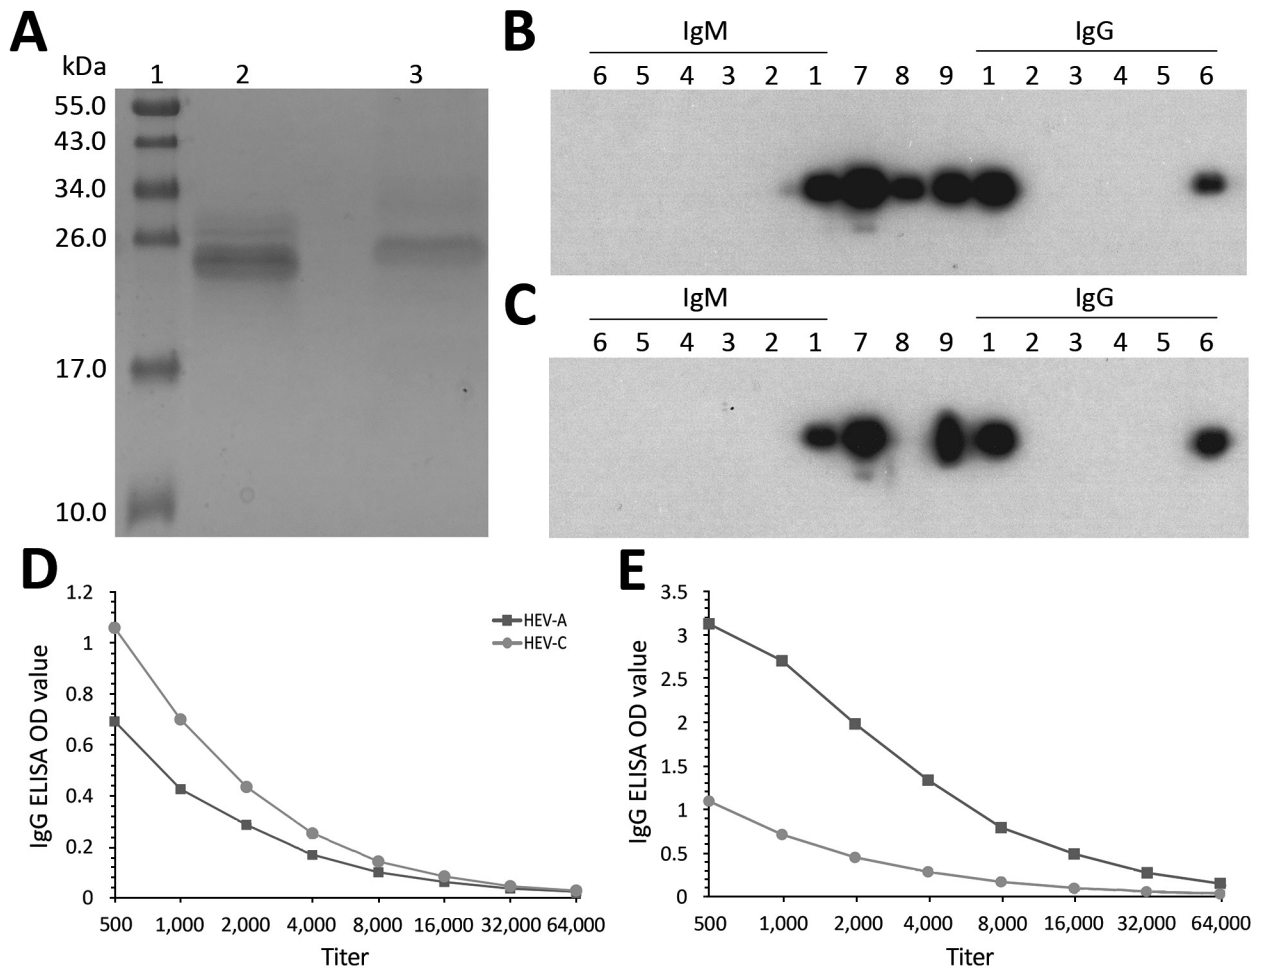 A
kDa
1 2 3
55.0
43.0
34.0
26.0
17.0
10.0
B
IgM IgG
6 5 4 3 2 1 7 8 9 1 2 3 4 5 6
C
IgM IgG
6 5 4 3 2 1 7 8 9 1 2 3 4 5 6
D
IgG ELISA OD value
1.2
1
0.8
0.6
0.4
0.2
0
500 1,000 2,000 4,000 8,000 16,000 32,000 64,000
Titer
HEV-A
HEV-C
E
IgG ELISA OD value
3.5
3
2.5
2
1.5
1
0.5
0
500 1,000 2,000 4,000 8,000 16,000 32,000 64,000
Titer